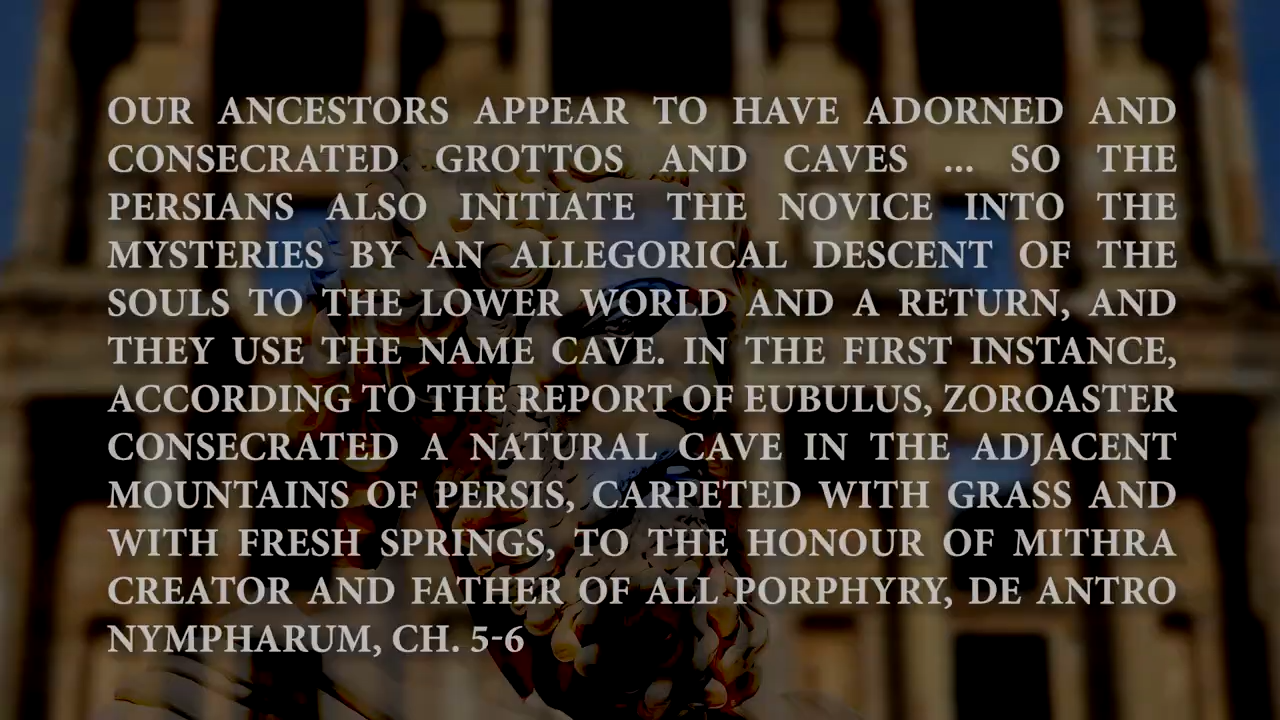 OUR ANCESTORS APPEAR TO HAVE ADORNED AND
CONSECRATED GROTTOS AND CAVES ... SO THE
PERSIANS ALSO INITIATE THE NOVICE INTO THE
MYSTERIES BY AN ALLEGORICAL DESCENT OF THE
SOULS TO THE LOWER WORLD AND A RETURN, AND
THEY USE THE NAME CAVE. IN THE FIRST INSTANCE,
ACCORDING TO THE REPORT OF EUBULUS, ZOROASTER
CONSECRATED A NATURAL CAVE IN THE ADJACENT
MOUNTAINS OF PERSIS, CARPETED WITH GRASS AND
WITH FRESH SPRINGS, TO THE HONOUR OF MITHRA
CREATOR AND FATHER OF ALL PORPHYRY, DE ANTRO
NYMPHARUM, CH. 5-6